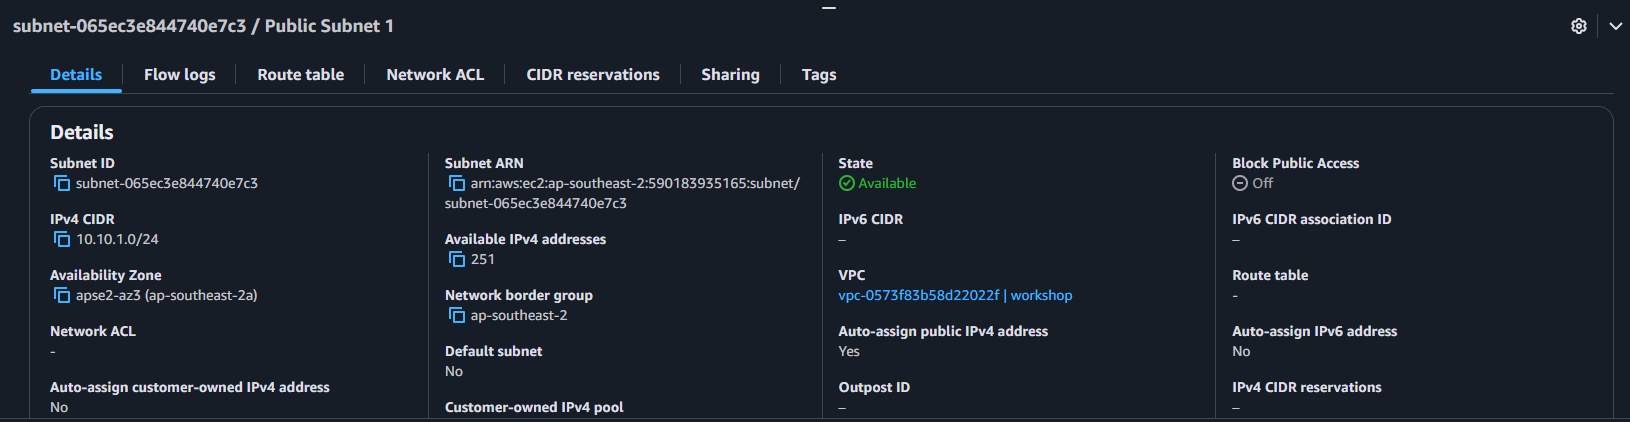 subnet-065ec3e844740e7c3 / Public Subnet 1
Details
Flow logs
Route table
Network ACL
CIDR reservations
Sharing
Tags
Details
Subnet ID
subnet-065ec3e844740e7c3
IPv4 CIDR
10.10.1.0/24
Availability Zone
apse2-az3 (ap-southeast-2a)
Network ACL
-
Auto-assign customer-owned IPv4 address
No
Subnet ARN
arn:aws:ec2:ap-southeast-2:590183935165:subnet/
subnet-065ec3e844740e7c3
Available IPv4 addresses
251
Network border group
ap-southeast-2
Default subnet
No
Customer-owned IPv4 pool
State
Available
IPv6 CIDR
–
VPC
vpc-0573f83b58d22022f | workshop
Auto-assign public IPv4 address
Yes
Outpost ID
–
Block Public Access
Off
IPv6 CIDR association ID
–
Route table
-
Auto-assign IPv6 address
No
IPv4 CIDR reservations
–